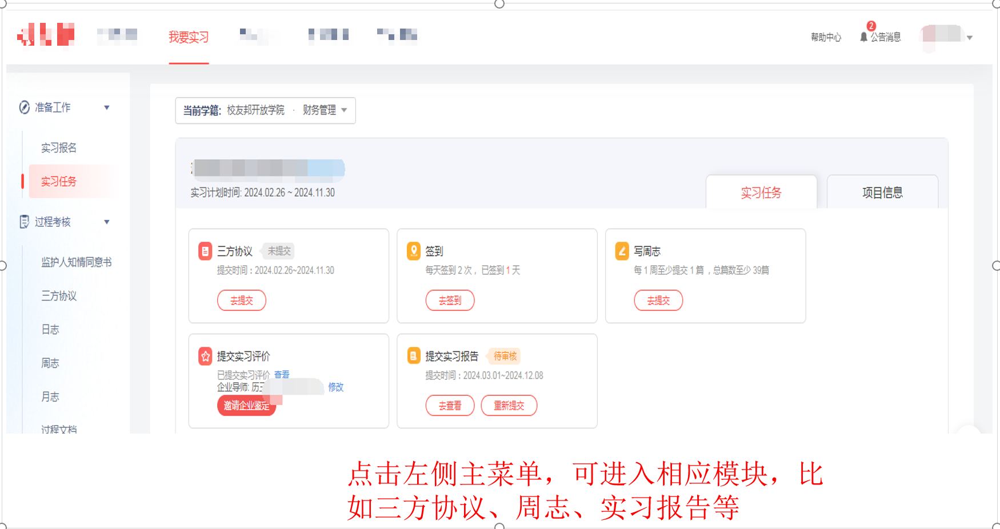 我要实习
帮助中心
2
公告消息
准备工作
实习报名
实习任务
过程考核
监护人知情同意书
三方协议
日志
周志
月志
过程文档
当前学籍: 校友邦开放学院 · 财务管理
实习计划时间: 2024.02.26 ~ 2024.11.30
实习任务
项目信息
三方协议 未提交
提交时间：2024.02.26~2024.11.30
去提交
签到
每天签到 2 次，已签到 1 天
去签到
写周志
每 1 周至少提交 1 篇 ，总篇数至少 39篇
去提交
提交实习评价
已提交实习评价 查看
企业导师: 历 修改
邀请企业鉴定
提交实习报告 待审核
提交时间：2024.03.01~2024.12.08
去查看 重新提交
点击左侧主菜单，可进入相应模块，比
如三方协议、周志、实习报告等